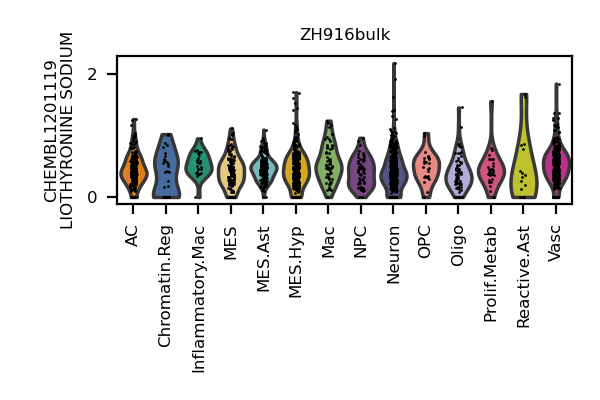 ZH916bulk
CHEMBL1201119
LIOTHYRONINE SODIUM
2
0
AC
Chromatin.Reg
Inflammatory.Mac
MES
MES.Ast
MES.Hyp
Mac
NPC
Neuron
OPC
Oligo
Prolif.Metab
Reactive.Ast
Vasc